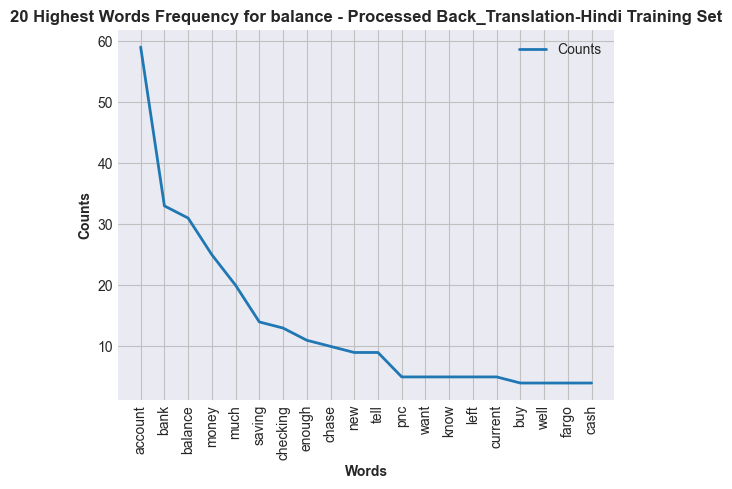 20 Highest Words Frequency for balance - Processed Back_Translation-Hindi Training Set
Counts
Counts
60
50
40
30
20
10
account
bank
balance
money
much
saving
checking
enough
chase
new
tell
pnc
want
know
left
current
buy
well
fargo
cash
Words